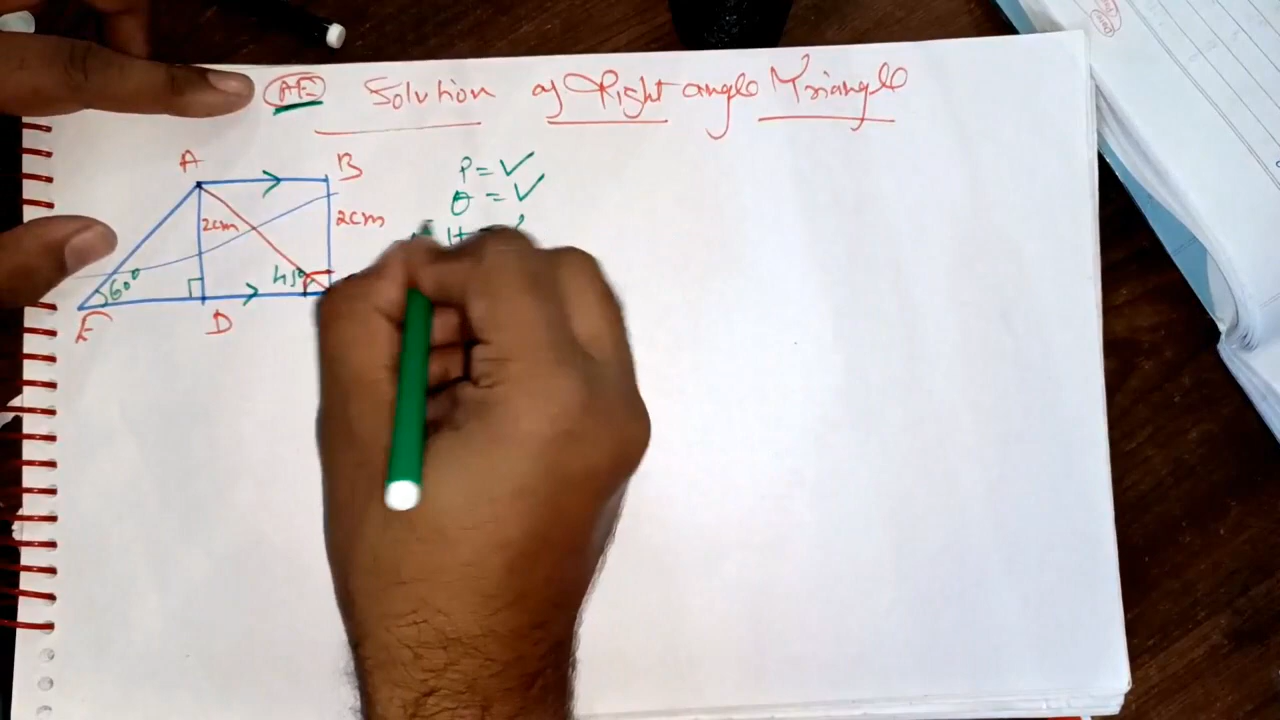 AE Solution of Right angle Triangle
A B
P = ✓
θ = ✓
2cm 2cm
H = ?
60° 45°
E D